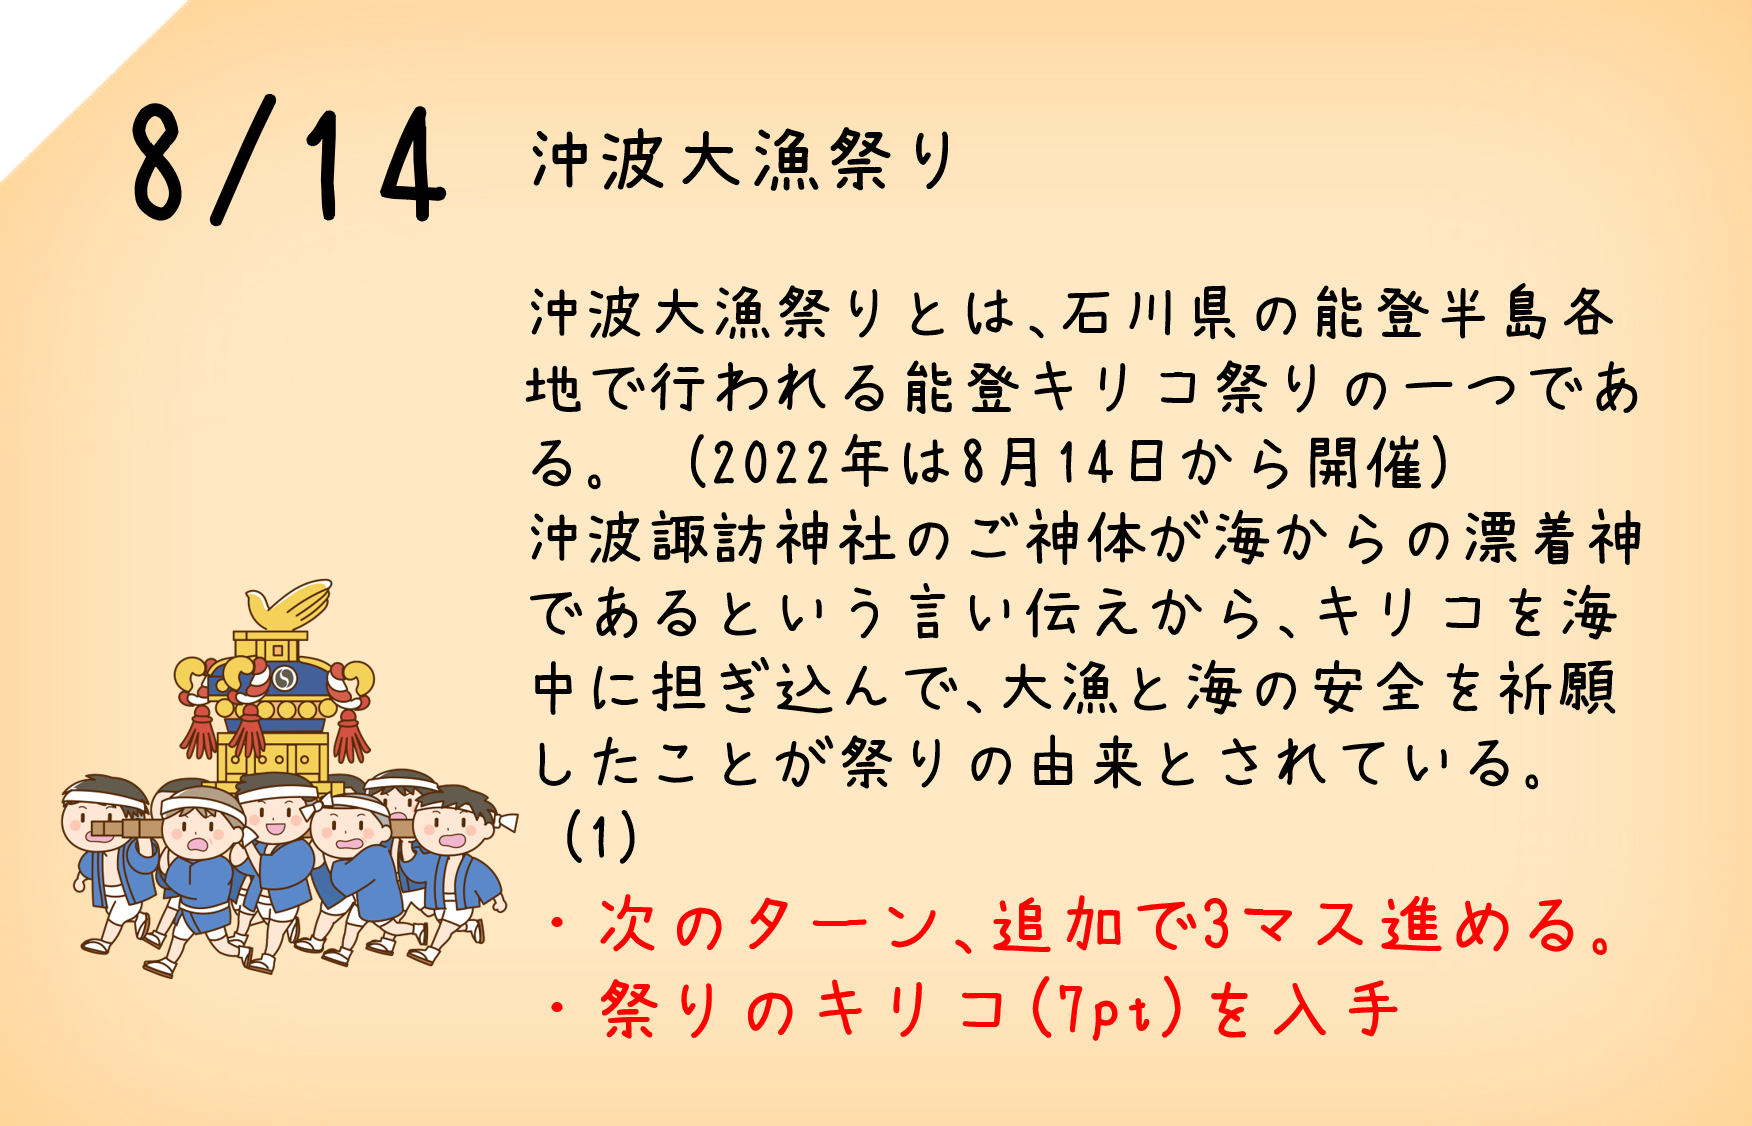 8/14
沖波大漁祭り
沖波大漁祭りとは、石川県の能登半島各
地で行われる能登キリコ祭りの一つであ
る。　(2022年は8月14日から開催)
沖波諏訪神社のご神体が海からの漂着神
であるという言い伝えから、キリコを海
中に担ぎ込んで、大漁と海の安全を祈願
したことが祭りの由来とされている。
(1)
・次のターン、追加で3マス進める。
・祭りのキリコ(7pt)を入手